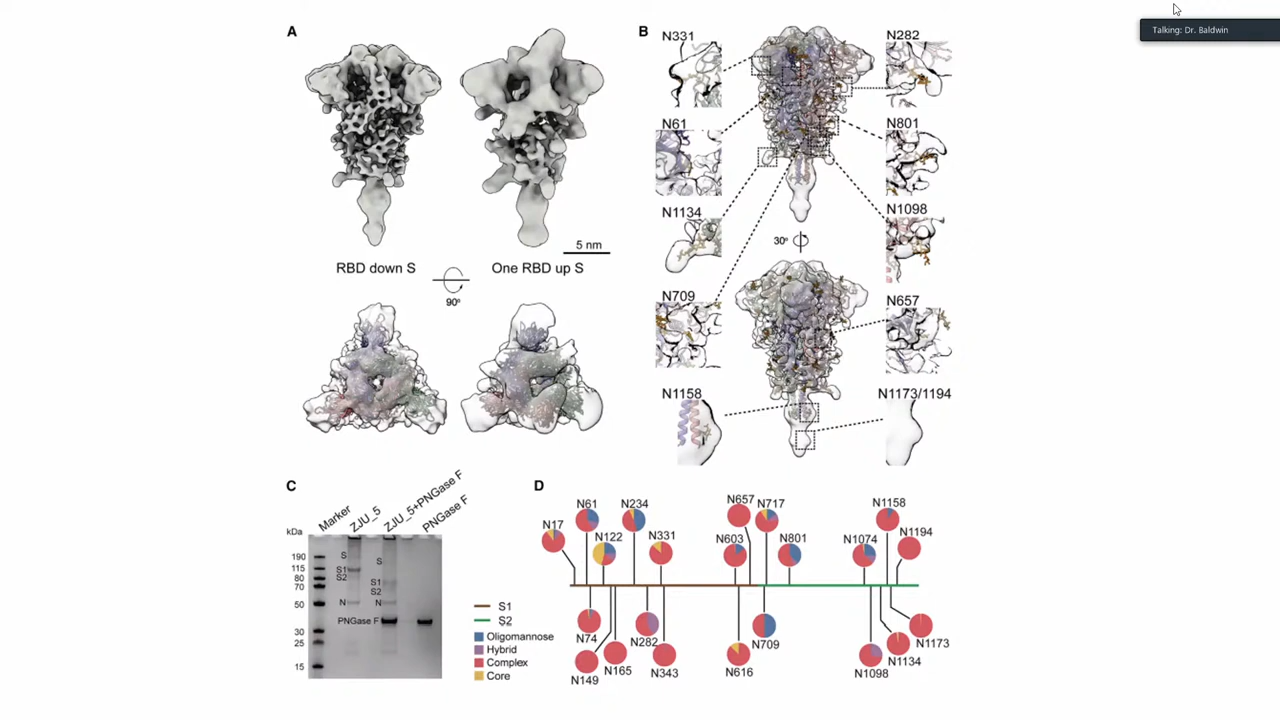 Talking: Dr. Baldwin
A
RBD down S
One RBD up S
5 nm
90°
B
N331
N61
N1134
N709
N1158
30°
N282
N801
N1098
N657
N1173/1194
C
kDa
Marker
ZJU_5
ZJU_5+PNGase F
PNGase F
190
115
80
70
50
30
25
15
S
S1
S2
N
PNGase F
S
S1
S2
N
D
N17
N61
N122
N234
N331
N657
N603
N717
N801
N1074
N1158
N1194
N74
N149
N165
N282
N343
N616
N709
N1098
N1134
N1173
S1
S2
Oligomannose
Hybrid
Complex
Core